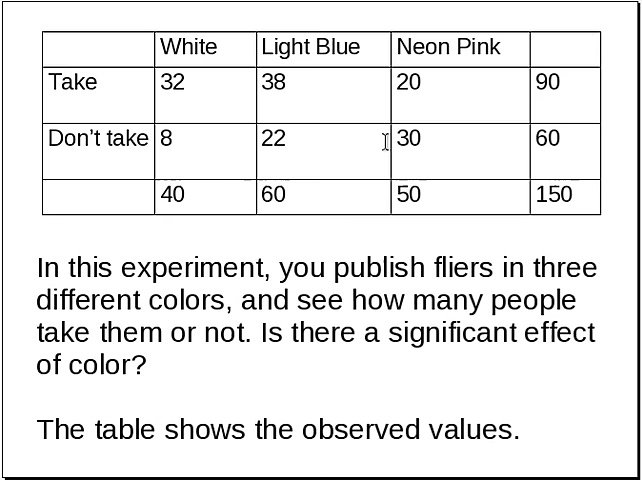 White Light Blue Neon Pink
Take 32 38 20 90
Don’t take 8 22 30 60
40 60 50 150
In this experiment, you publish fliers in three
different colors, and see how many people
take them or not. Is there a significant effect
of color?
The table shows the observed values.